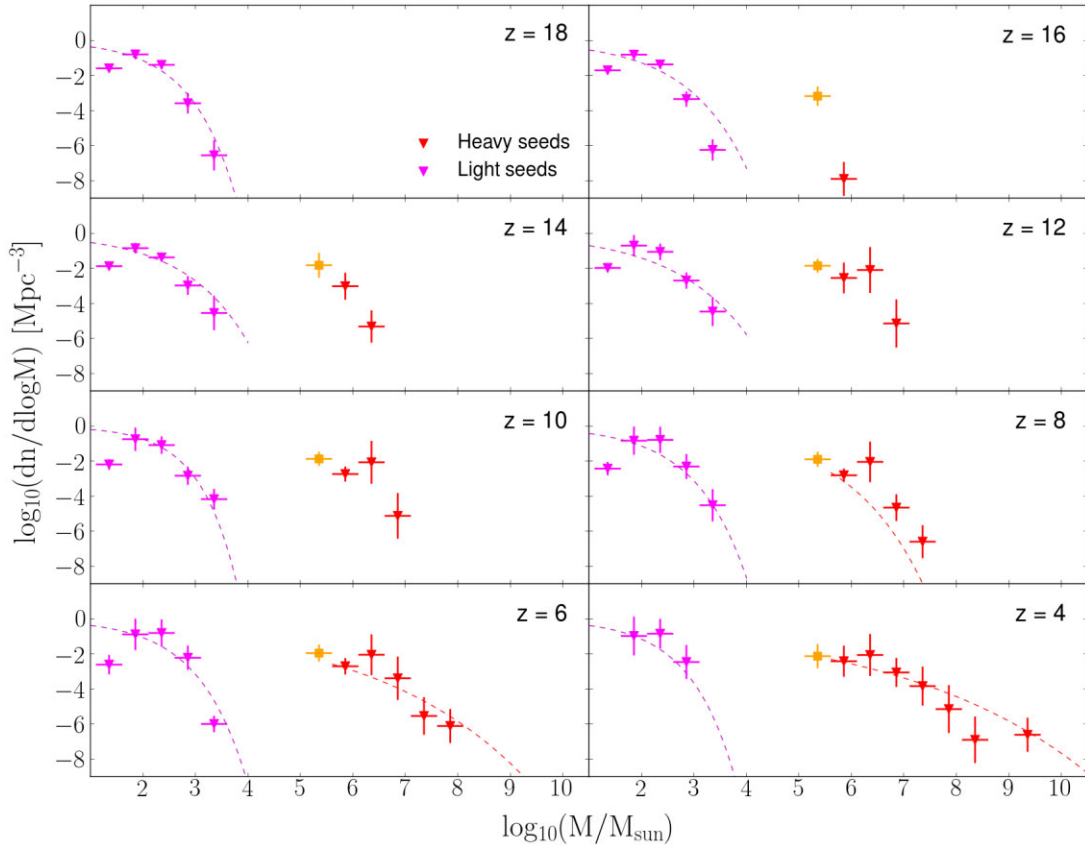 z = 18
z = 16
0
−2
−4
−6
−8
Heavy seeds
Light seeds
z = 14
z = 12
0
−2
−4
−6
−8
log₁₀(dn/dlogM) [Mpc⁻³]
z = 10
z = 8
0
−2
−4
−6
−8
z = 6
z = 4
0
−2
−4
−6
−8
2 3 4 5 6 7 8 9 10 2 3 4 5 6 7 8 9 10
log₁₀(M/M_sun)